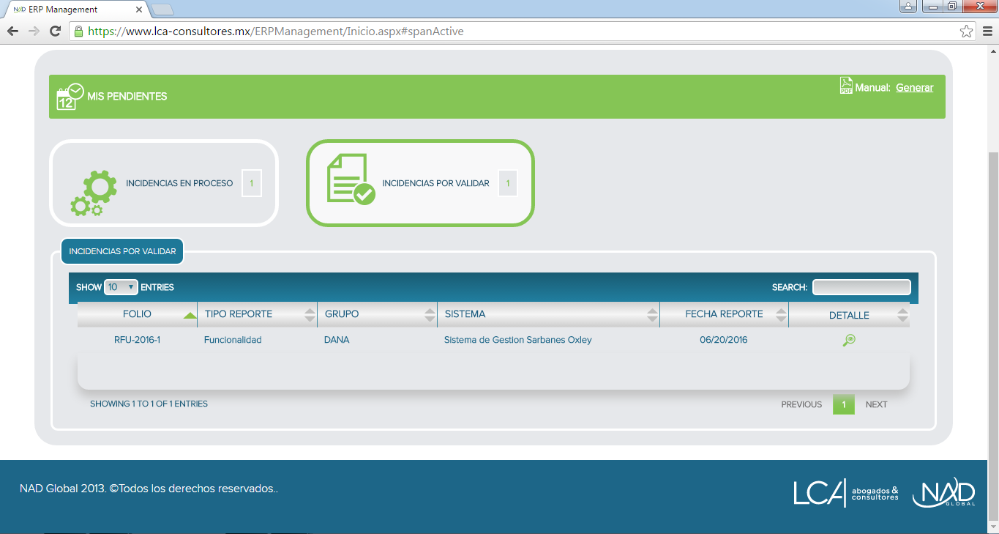 NAD ERP Management
https://www.lca-consultores.mx/ERPManagement/Inicio.aspx#spanActive
12 MIS PENDIENTES
PDF Manual: Generar
INCIDENCIAS EN PROCESO 1
INCIDENCIAS POR VALIDAR 1
INCIDENCIAS POR VALIDAR
SHOW 10 ENTRIES SEARCH:
FOLIO TIPO REPORTE GRUPO SISTEMA FECHA REPORTE DETALLE
RFU-2016-1 Funcionalidad DANA Sistema de Gestion Sarbanes Oxley 06/20/2016
SHOWING 1 TO 1 OF 1 ENTRIES PREVIOUS 1 NEXT
NAD Global 2013. ©Todos los derechos reservados..
LCA abogados & consultores
NAD GLOBAL